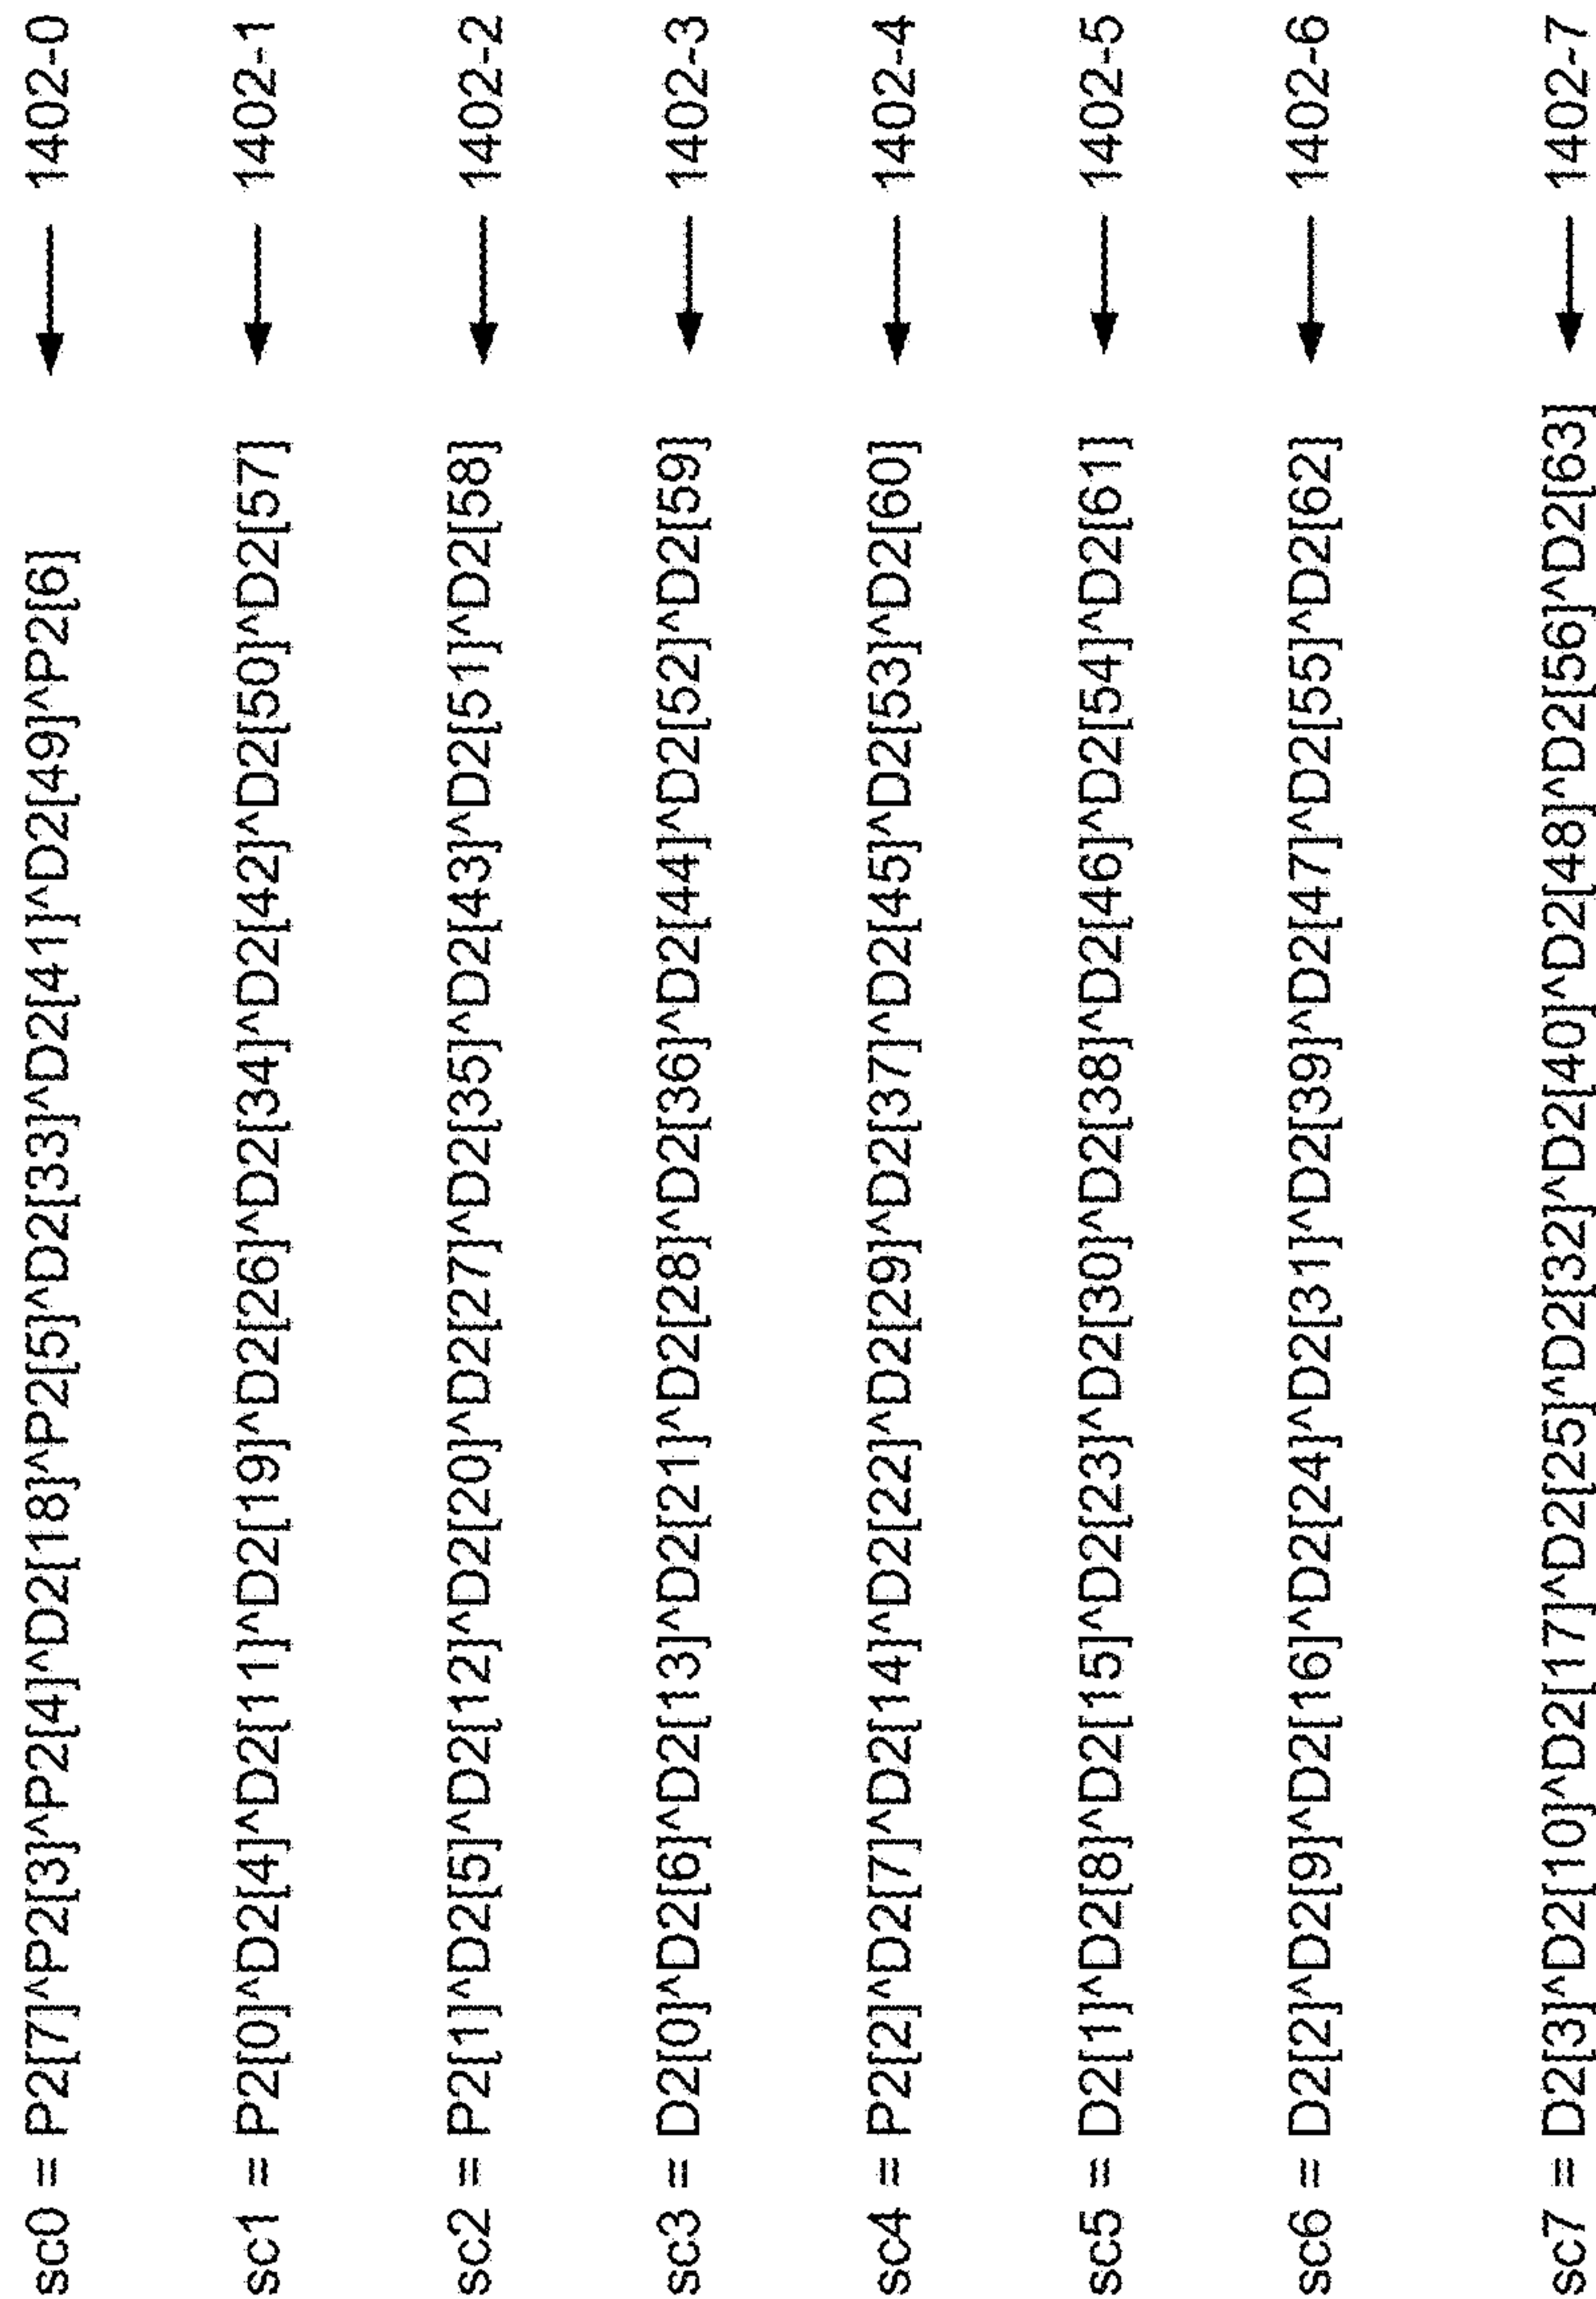 sc0 = P2[7]^P2[3]^P2[4]^D2[18]^P2[5]^D2[33]^D2[41]^D2[49]^P2[6] 1402-0
sc1 = P2[0]^D2[4]^D2[11]^D2[19]^D2[26]^D2[34]^D2[42]^D2[50]^D2[57] 1402-1
sc2 = P2[1]^D2[5]^D2[12]^D2[20]^D2[27]^D2[35]^D2[43]^D2[51]^D2[58] 1402-2
sc3 = D2[0]^D2[6]^D2[13]^D2[21]^D2[28]^D2[36]^D2[44]^D2[52]^D2[59] 1402-3
sc4 = P2[2]^D2[7]^D2[14]^D2[22]^D2[29]^D2[37]^D2[45]^D2[53]^D2[60] 1402-4
sc5 = D2[1]^D2[8]^D2[15]^D2[23]^D2[30]^D2[38]^D2[46]^D2[54]^D2[61] 1402-5
sc6 = D2[2]^D2[9]^D2[16]^D2[24]^D2[31]^D2[39]^D2[47]^D2[55]^D2[62] 1402-6
sc7 = D2[3]^D2[10]^D2[17]^D2[25]^D2[32]^D2[40]^D2[48]^D2[56]^D2[63] 1402-7